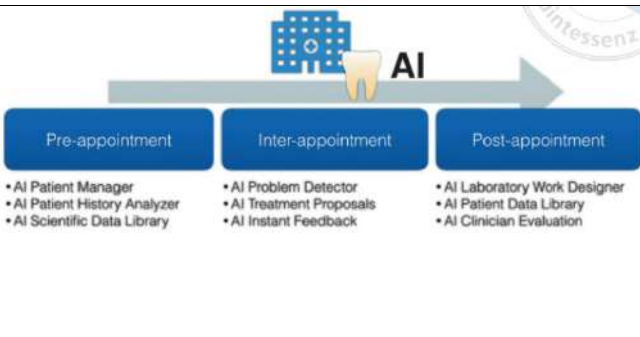 uintessenz
AI
Pre-appointment
Inter-appointment
Post-appointment
• AI Patient Manager
• AI Patient History Analyzer
• AI Scientific Data Library
• AI Problem Detector
• AI Treatment Proposals
• AI Instant Feedback
• AI Laboratory Work Designer
• AI Patient Data Library
• AI Clinician Evaluation